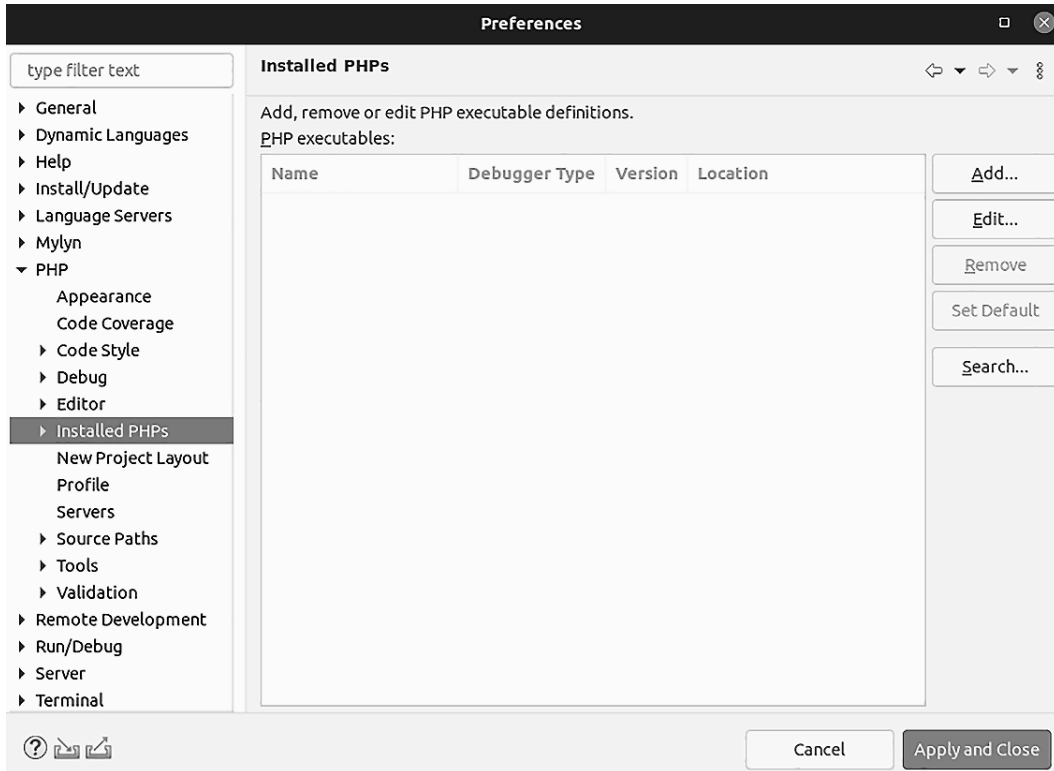 Preferences
type filter text
General
Dynamic Languages
Help
Install/Update
Language Servers
Mylyn
PHP
Appearance
Code Coverage
Code Style
Debug
Editor
Installed PHPs
New Project Layout
Profile
Servers
Source Paths
Tools
Validation
Remote Development
Run/Debug
Server
Terminal
Installed PHPs
Add, remove or edit PHP executable definitions.
PHP executables:
Name Debugger Type Version Location
Add...
Edit...
Remove
Set Default
Search...
?
Cancel Apply and Close